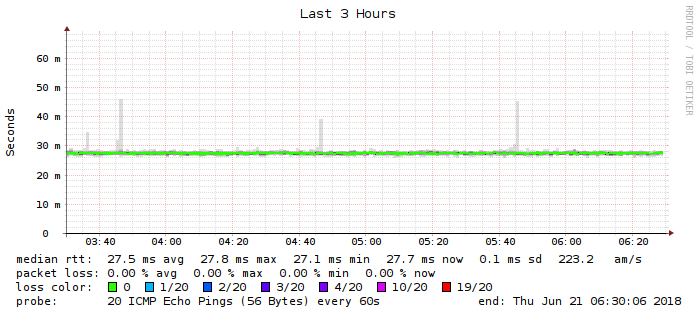 Last 3 Hours
RRDTOOL / TOBI OETIKER
Seconds
60 m
50 m
40 m
30 m
20 m
10 m
0
03:40 04:00 04:20 04:40 05:00 05:20 05:40 06:00 06:20
median rtt: 27.5 ms avg 27.8 ms max 27.1 ms min 27.7 ms now 0.1 ms sd 223.2 am/s
packet loss: 0.00 % avg 0.00 % max 0.00 % min 0.00 % now
loss color: 0 1/20 2/20 3/20 4/20 10/20 19/20
probe: 20 ICMP Echo Pings (56 Bytes) every 60s end: Thu Jun 21 06:30:06 2018